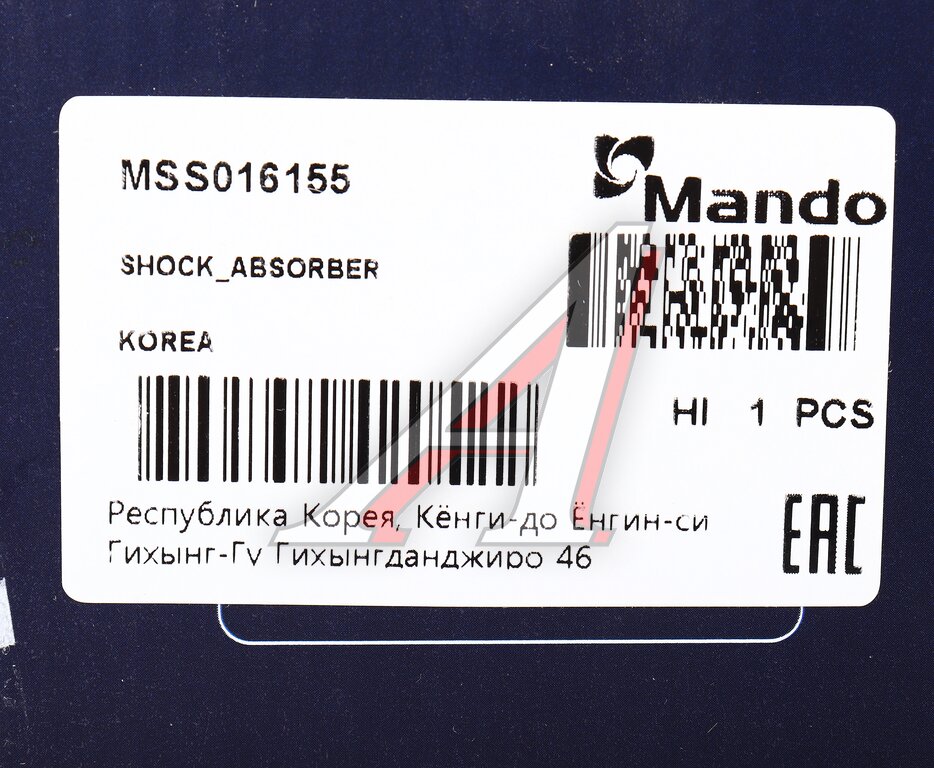 MSS016155
Mando
SHOCK_ABSORBER
KOREA
HI 1 PCS
Республика Корея, Кёнги-до Ёнгин-си
Гихынг-Гу Гихынгданджиро 46
EAC